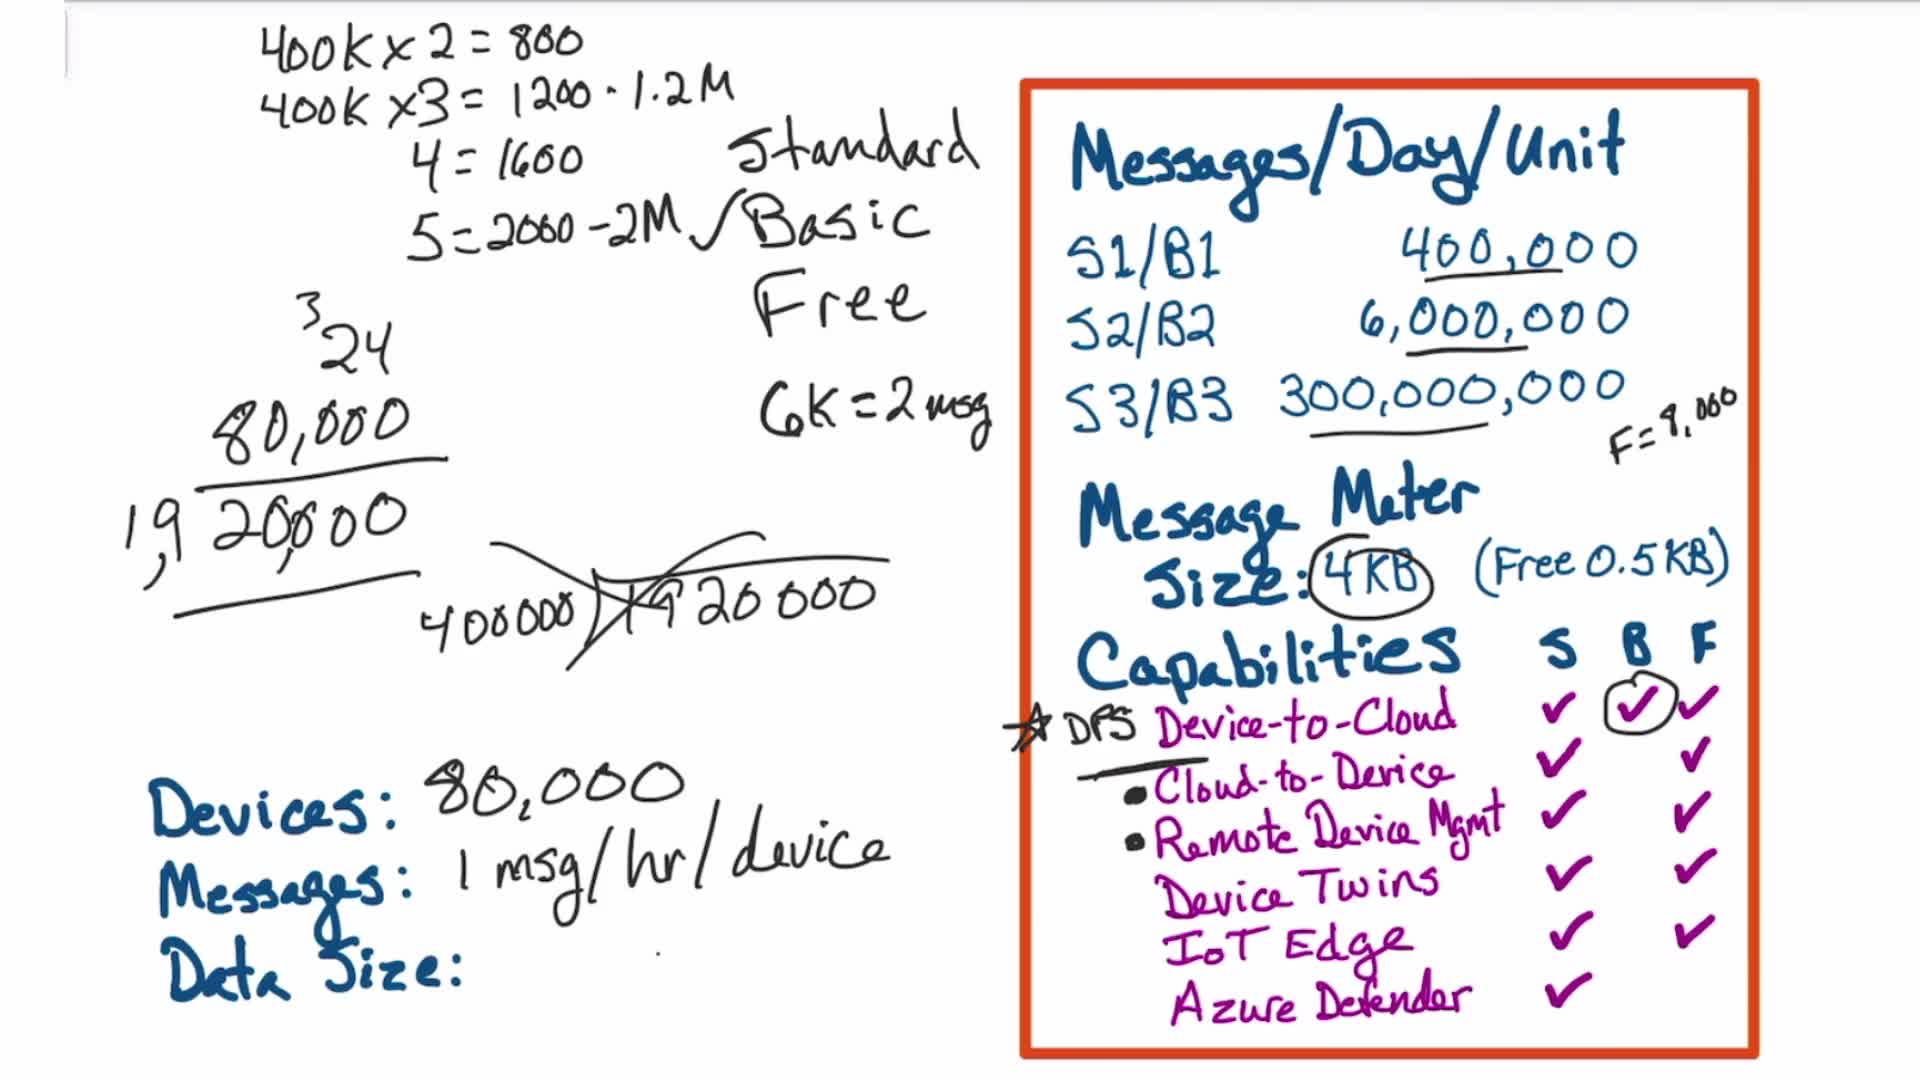 400K x 2 = 800
400K x 3 = 1200 · 1.2M
4 = 1600
5 = 2000 - 2M
Standard
✓ Basic
Free
6K = 2 msg
3
24
80,000
1,920,000
400000 ) 1920000
Devices: 80,000
Messages: 1 msg/hr/device
Data Size:
Messages/Day/Unit
S1/B1 400,000
S2/B2 6,000,000
S3/B3 300,000,000
F = 8,000
Message Meter
Size: 4KB (Free 0.5KB)
Capabilities S B F
☆ DPS Device-to-Cloud ✓ ✓ ✓
• Cloud-to-Device ✓ ✓
• Remote Device Mgmt ✓ ✓
Device Twins ✓ ✓
IoT Edge ✓ ✓
Azure Defender ✓